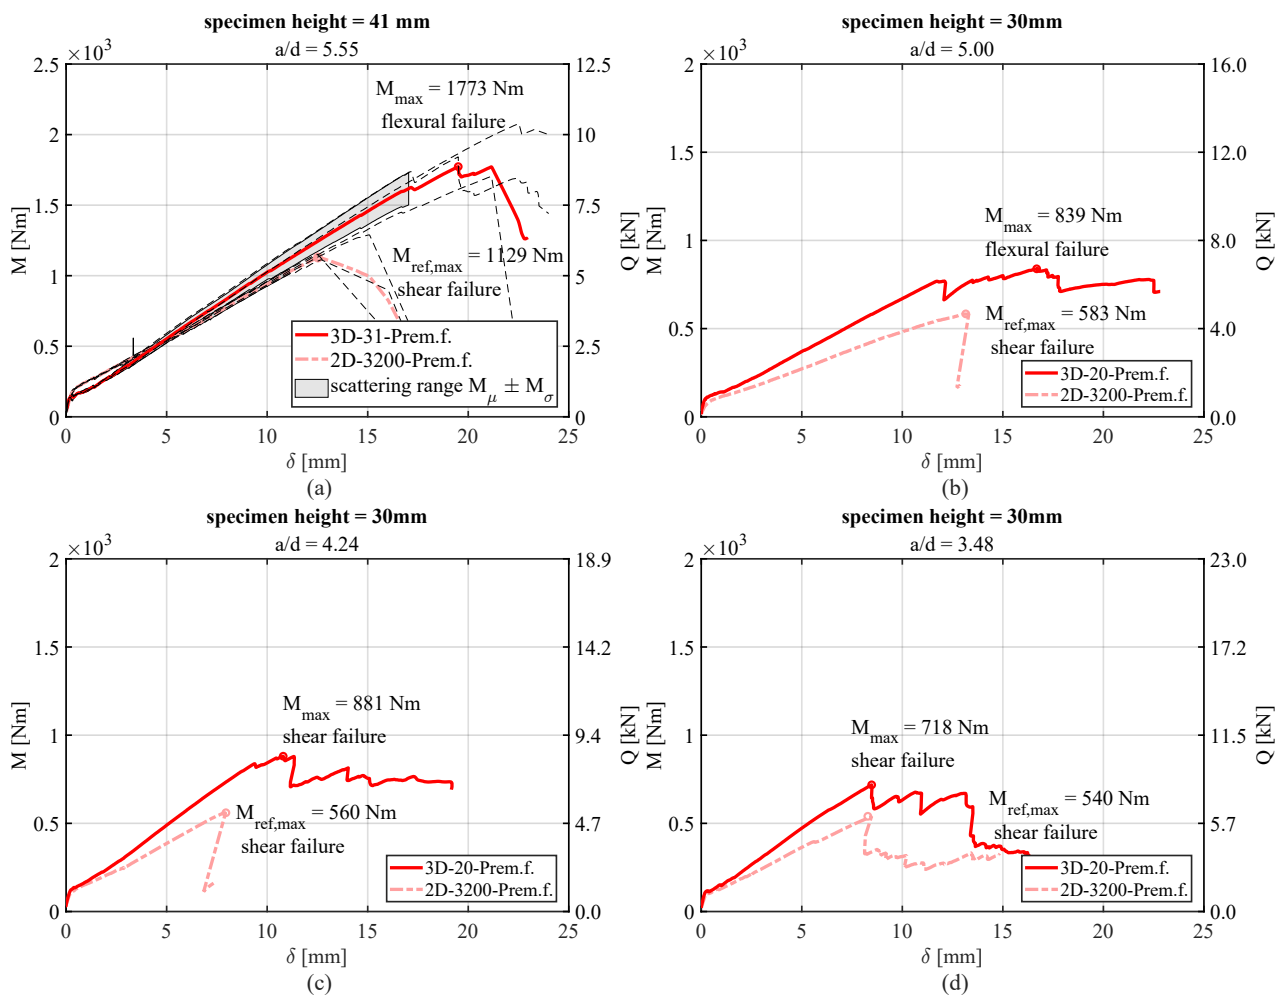 specimen height = 41 mm
a/d = 5.55
×10³
M [Nm]
2.5
2
1.5
1
0.5
0
0 5 10 15 20 25
δ [mm]
12.5
10
7.5
5
2.5
0
Q [kN]
M_max = 1773 Nm
flexural failure
M_ref,max = 1129 Nm
shear failure
3D-31-Prem.f.
2D-3200-Prem.f.
scattering range M_μ ± M_σ
(a)
specimen height = 30mm
a/d = 5.00
×10³
M [Nm]
2
1.5
1
0.5
0
0 5 10 15 20 25
δ [mm]
16.0
12.0
8.0
4.0
0.0
Q [kN]
M_max = 839 Nm
flexural failure
M_ref,max = 583 Nm
shear failure
3D-20-Prem.f.
2D-3200-Prem.f.
(b)
specimen height = 30mm
a/d = 4.24
×10³
M [Nm]
2
1.5
1
0.5
0
0 5 10 15 20 25
δ [mm]
18.9
14.2
9.4
4.7
0.0
Q [kN]
M_max = 881 Nm
shear failure
M_ref,max = 560 Nm
shear failure
3D-20-Prem.f.
2D-3200-Prem.f.
(c)
specimen height = 30mm
a/d = 3.48
×10³
M [Nm]
2
1.5
1
0.5
0
0 5 10 15 20 25
δ [mm]
23.0
17.2
11.5
5.7
0.0
Q [kN]
M_max = 718 Nm
shear failure
M_ref,max = 540 Nm
shear failure
3D-20-Prem.f.
2D-3200-Prem.f.
(d)